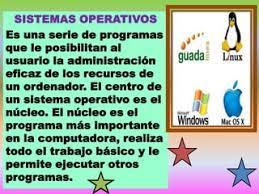 SISTEMAS OPERATIVOS
Es una serie de programas
que le posibilitan al
usuario la administración
eficaz de los recursos de
un ordenador. El centro de
un sistema operativo es el
núcleo. El núcleo es el
programa más importante
en la computadora, realiza
todo el trabajo básico y le
permite ejecutar otros
programas.
guada
Linux
Windows
Mac OS X